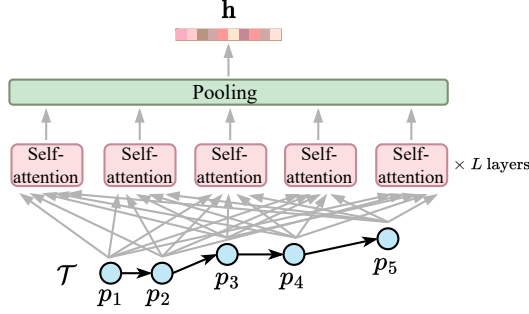 h
Pooling
Self-
attention
Self-
attention
Self-
attention
Self-
attention
Self-
attention
× L layers
𝒯
p₁
p₂
p₃
p₄
p₅